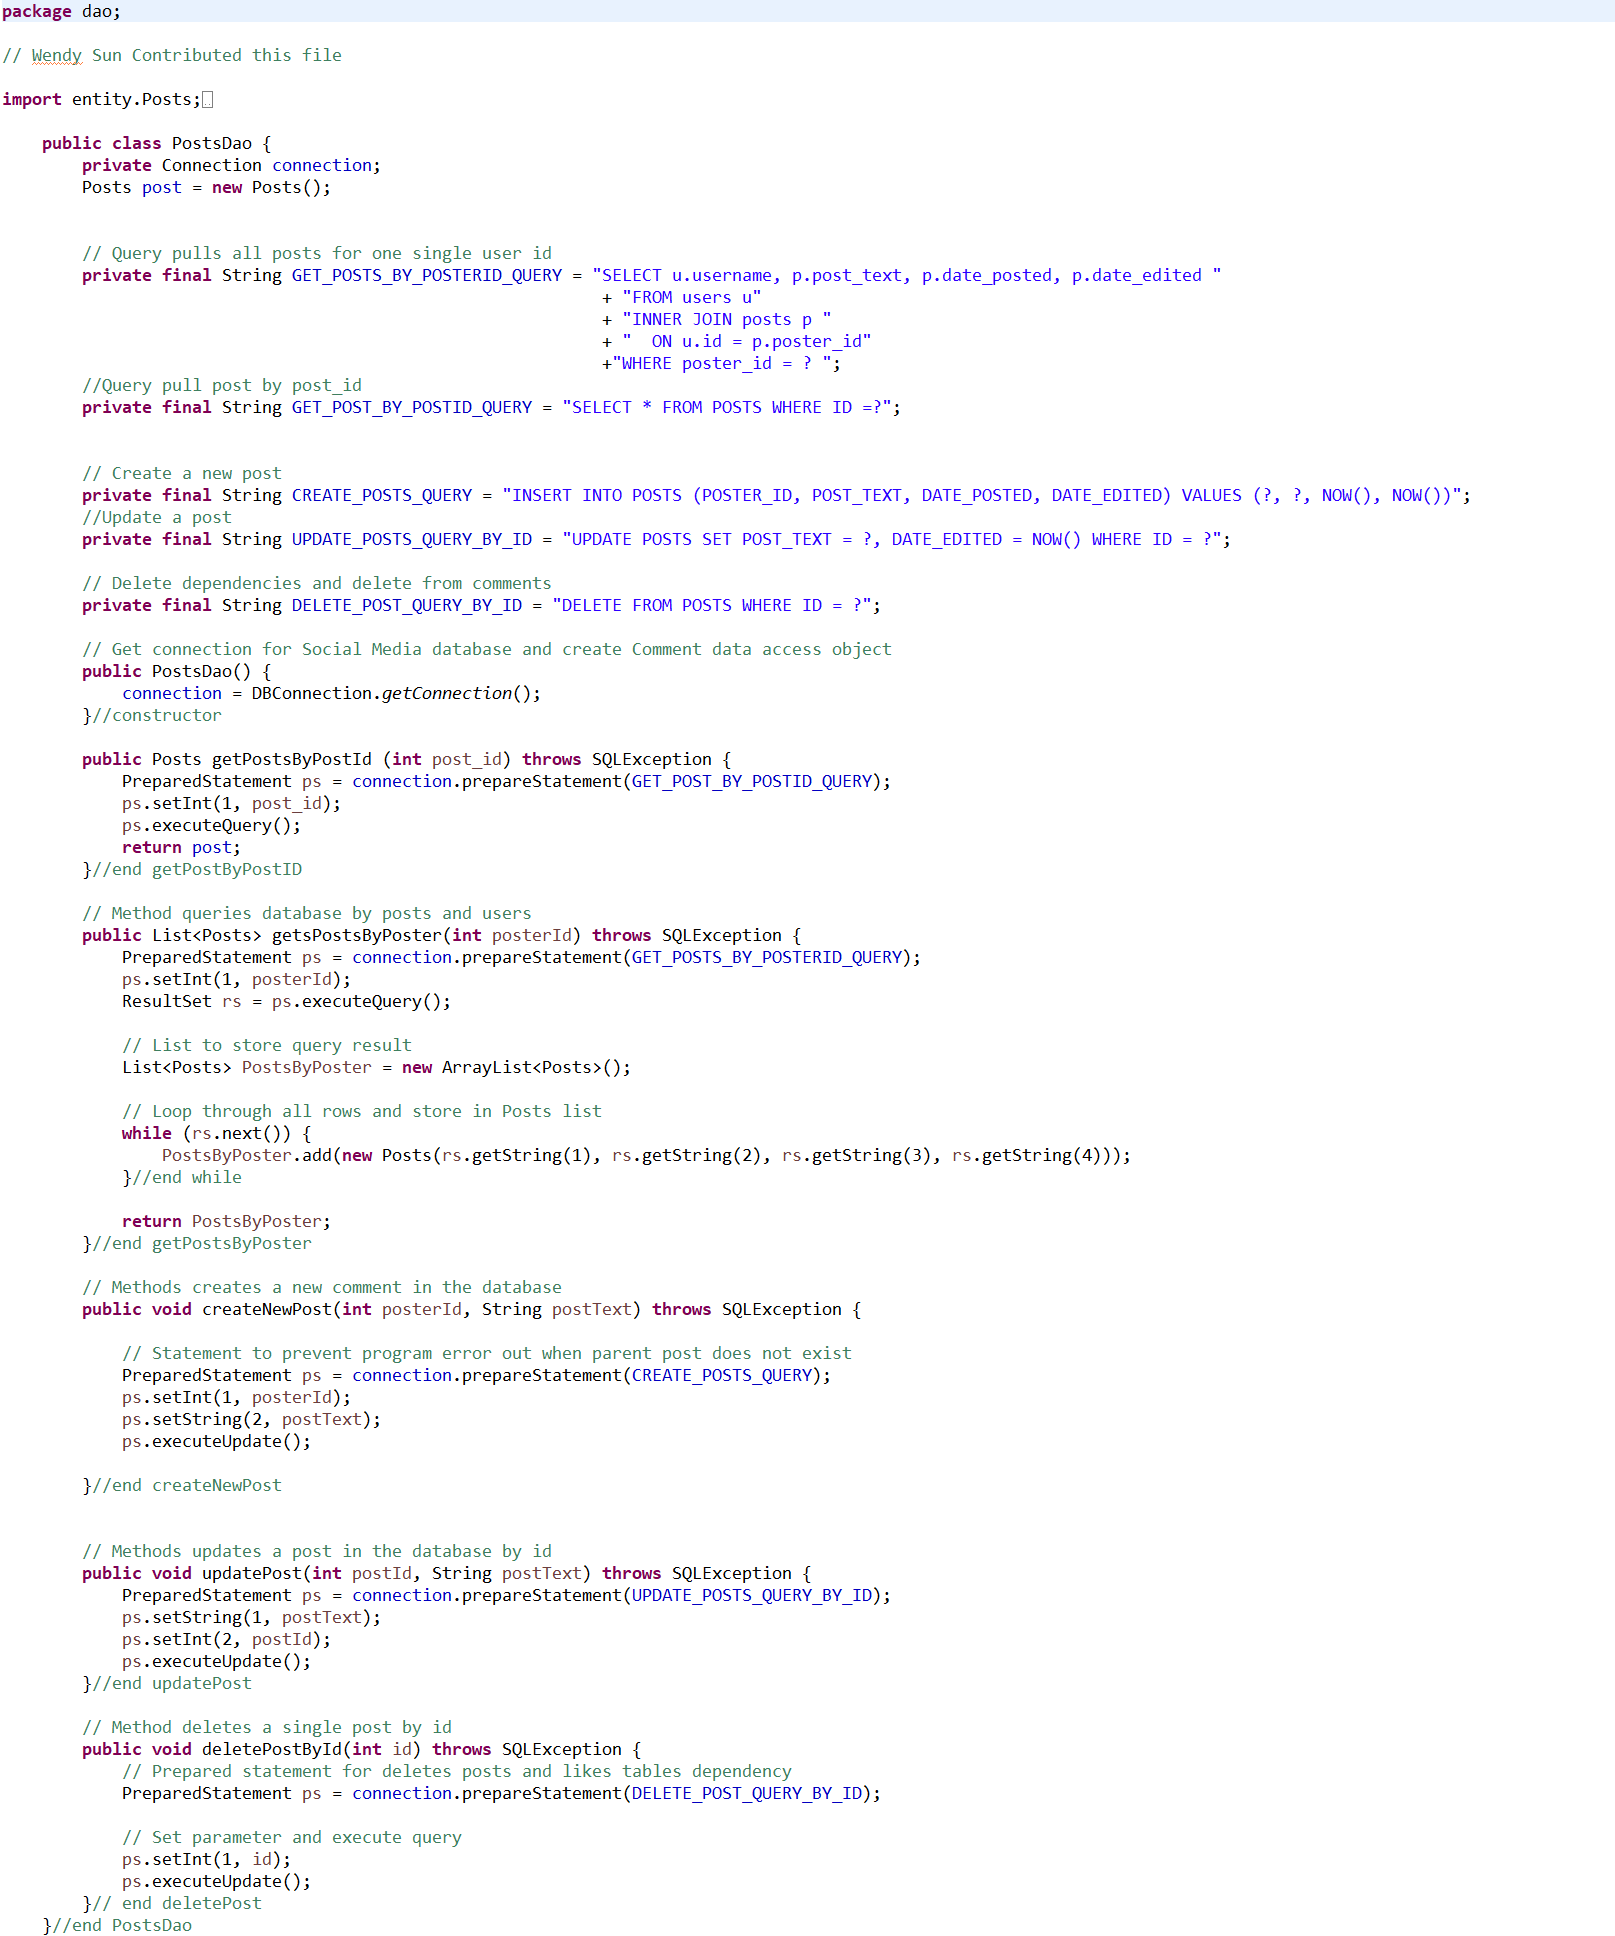 package dao;
// Wendy Sun Contributed this file
import entity.Posts;
public class PostsDao {
private Connection connection;
Posts post = new Posts();
// Query pulls all posts for one single user id
private final String GET_POSTS_BY_POSTERID_QUERY = "SELECT u.username, p.post_text, p.date_posted, p.date_edited "
+ "FROM users u"
+ "INNER JOIN posts p "
+ "  ON u.id = p.poster_id"
+"WHERE poster_id = ? ";
//Query pull post by post_id
private final String GET_POST_BY_POSTID_QUERY = "SELECT * FROM POSTS WHERE ID =?";
// Create a new post
private final String CREATE_POSTS_QUERY = "INSERT INTO POSTS (POSTER_ID, POST_TEXT, DATE_POSTED, DATE_EDITED) VALUES (?, ?, NOW(), NOW())";
//Update a post
private final String UPDATE_POSTS_QUERY_BY_ID = "UPDATE POSTS SET POST_TEXT = ?, DATE_EDITED = NOW() WHERE ID = ?";
// Delete dependencies and delete from comments
private final String DELETE_POST_QUERY_BY_ID = "DELETE FROM POSTS WHERE ID = ?";
// Get connection for Social Media database and create Comment data access object
public PostsDao() {
connection = DBConnection.getConnection();
}//constructor
public Posts getPostsByPostId (int post_id) throws SQLException {
PreparedStatement ps = connection.prepareStatement(GET_POST_BY_POSTID_QUERY);
ps.setInt(1, post_id);
ps.executeQuery();
return post;
}//end getPostByPostID
// Method queries database by posts and users
public List<Posts> getsPostsByPoster(int posterId) throws SQLException {
PreparedStatement ps = connection.prepareStatement(GET_POSTS_BY_POSTERID_QUERY);
ps.setInt(1, posterId);
ResultSet rs = ps.executeQuery();
// List to store query result
List<Posts> PostsByPoster = new ArrayList<Posts>();
// Loop through all rows and store in Posts list
while (rs.next()) {
PostsByPoster.add(new Posts(rs.getString(1), rs.getString(2), rs.getString(3), rs.getString(4)));
}//end while
return PostsByPoster;
}//end getPostsByPoster
// Methods creates a new comment in the database
public void createNewPost(int posterId, String postText) throws SQLException {
// Statement to prevent program error out when parent post does not exist
PreparedStatement ps = connection.prepareStatement(CREATE_POSTS_QUERY);
ps.setInt(1, posterId);
ps.setString(2, postText);
ps.executeUpdate();
}//end createNewPost
// Methods updates a post in the database by id
public void updatePost(int postId, String postText) throws SQLException {
PreparedStatement ps = connection.prepareStatement(UPDATE_POSTS_QUERY_BY_ID);
ps.setString(1, postText);
ps.setInt(2, postId);
ps.executeUpdate();
}//end updatePost
// Method deletes a single post by id
public void deletePostById(int id) throws SQLException {
// Prepared statement for deletes posts and likes tables dependency
PreparedStatement ps = connection.prepareStatement(DELETE_POST_QUERY_BY_ID);
// Set parameter and execute query
ps.setInt(1, id);
ps.executeUpdate();
}// end deletePost
}//end PostsDao